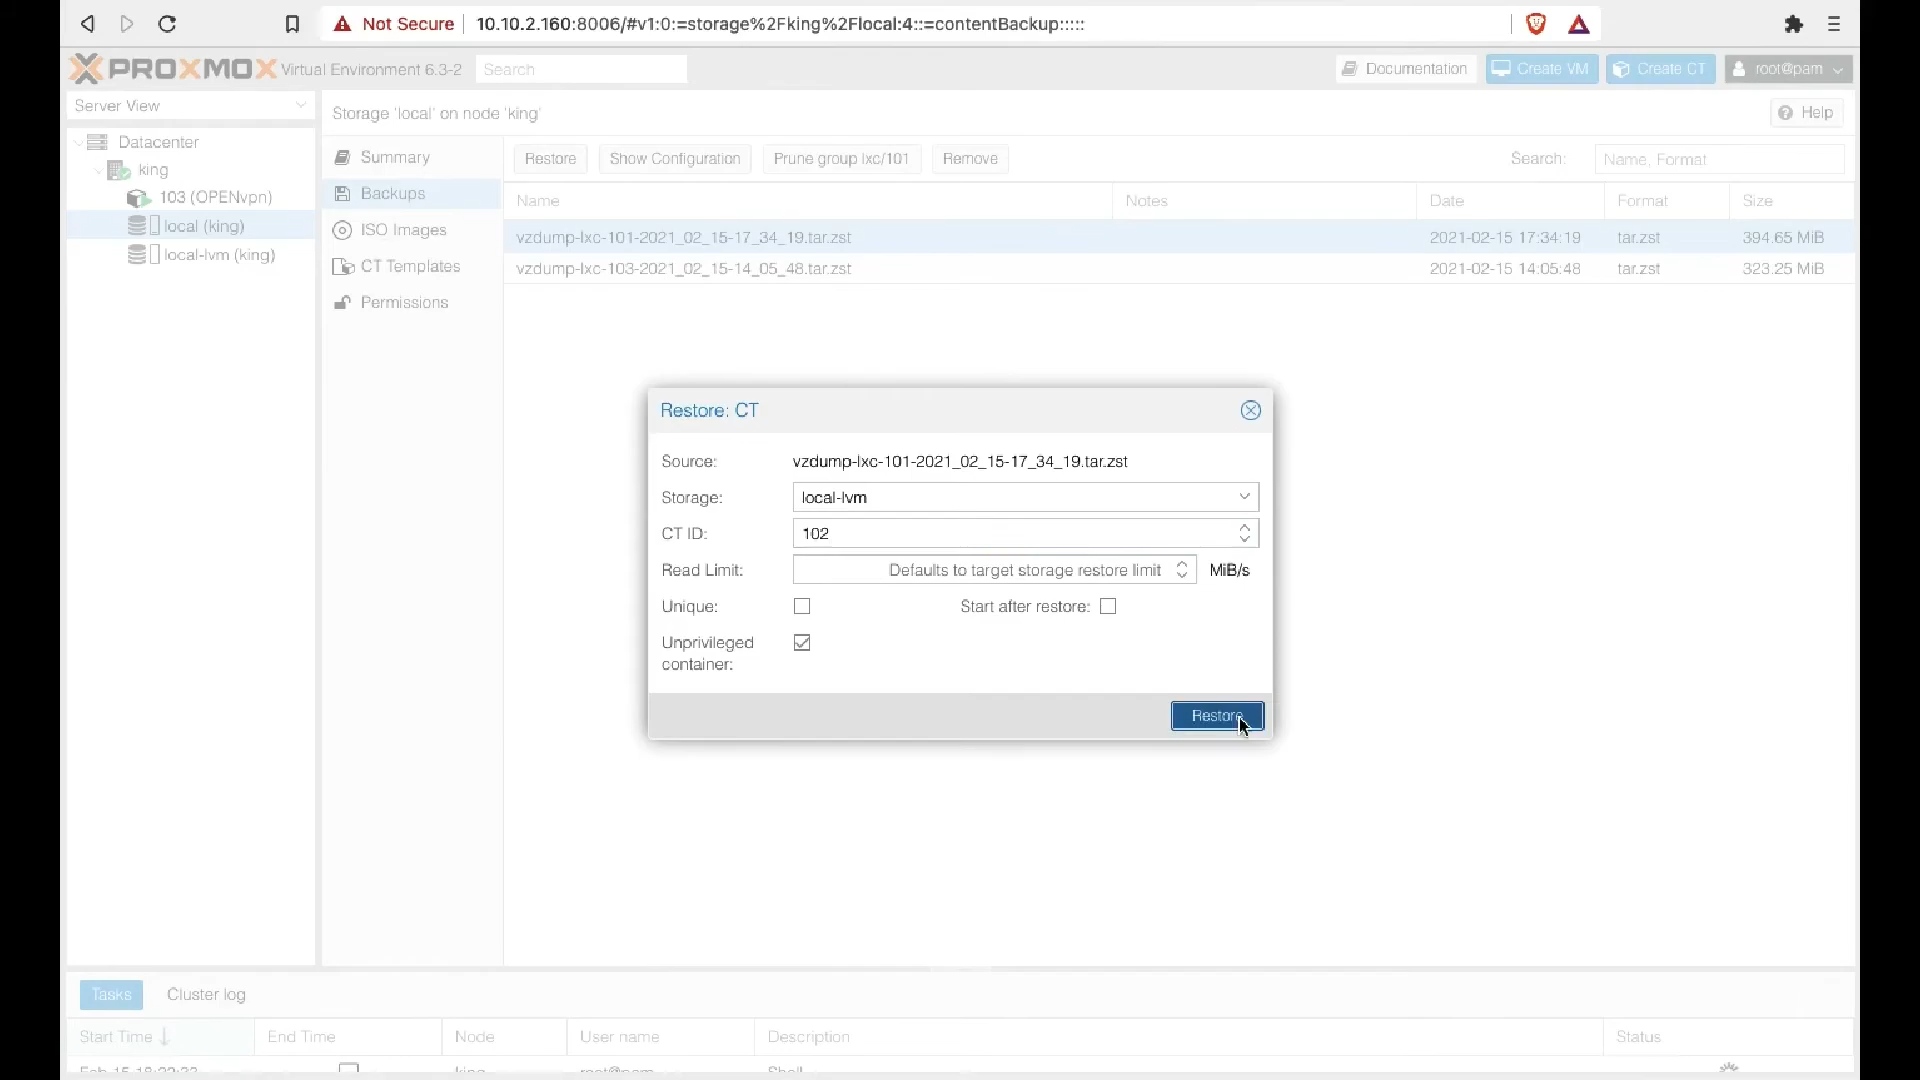 Not Secure 10.10.2.160:8006/#v1:0:=storage%2Fking%2Flocal:4::=contentBackup:::::
PROXMOX Virtual Environment 6.3-2 Search Documentation Create VM Create CT root@pam
Server View
Storage 'local' on node 'king' Help
Datacenter
king
103 (OPENvpn)
local (king)
local-lvm (king)
Summary
Backups
ISO Images
CT Templates
Permissions
Restore Show Configuration Prune group lxc/101 Remove Search: Name, Format
Name Notes Date Format Size
vzdump-lxc-101-2021_02_15-17_34_19.tar.zst 2021-02-15 17:34:19 tar.zst 394.65 MiB
vzdump-lxc-103-2021_02_15-14_05_48.tar.zst 2021-02-15 14:05:48 tar.zst 323.25 MiB
Restore: CT
Source: vzdump-lxc-101-2021_02_15-17_34_19.tar.zst
Storage: local-lvm
CT ID: 102
Read Limit: Defaults to target storage restore limit MiB/s
Unique: Start after restore:
Unprivileged
container:
Restore
Tasks Cluster log
Start Time End Time Node User name Description Status
king root@pam Shell